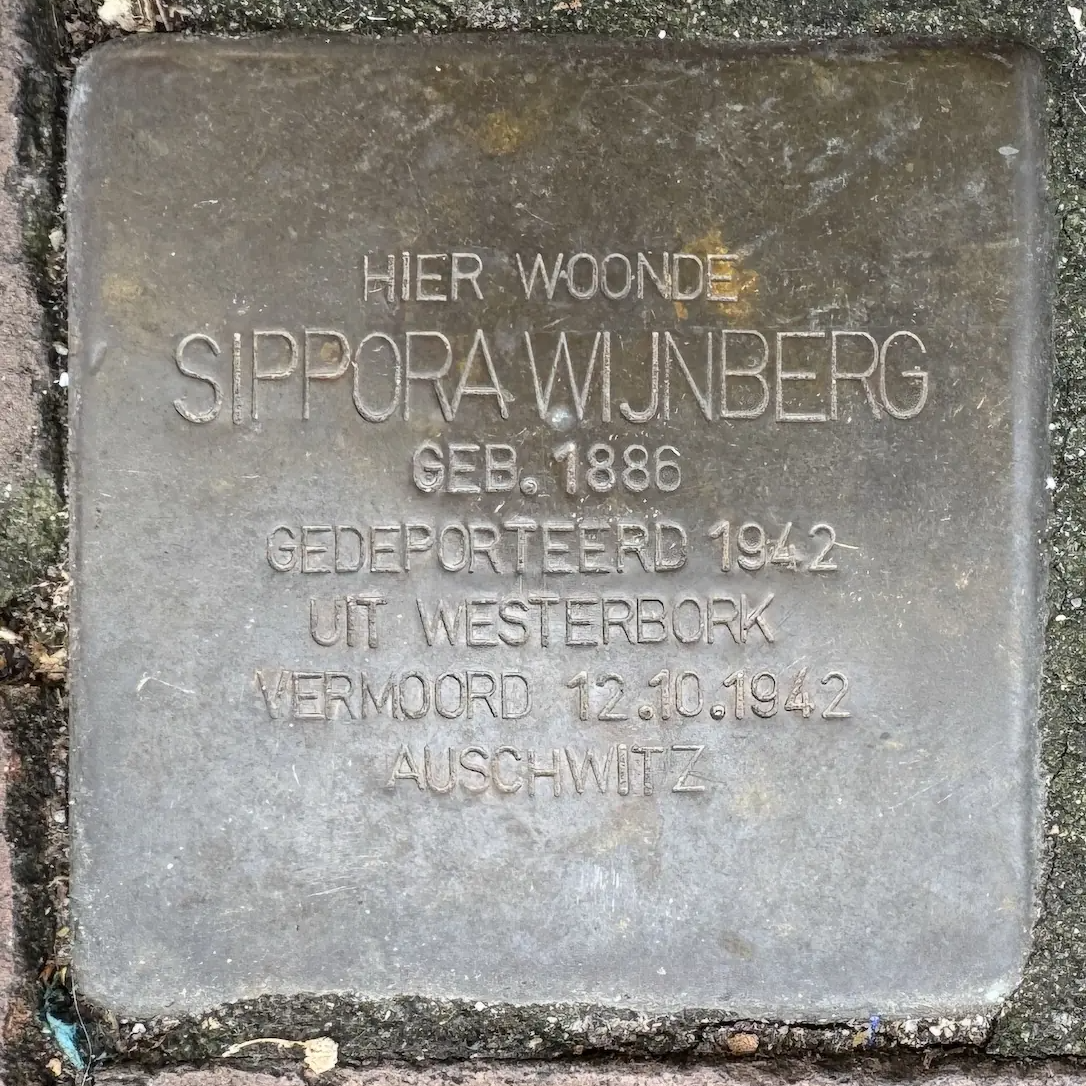 HIER WOONDE
SIPPORA WIJNBERG
GEB. 1886
GEDEPORTEERD 1942
UIT WESTERBORK
VERMOORD 12.10.1942
AUSCHWITZ